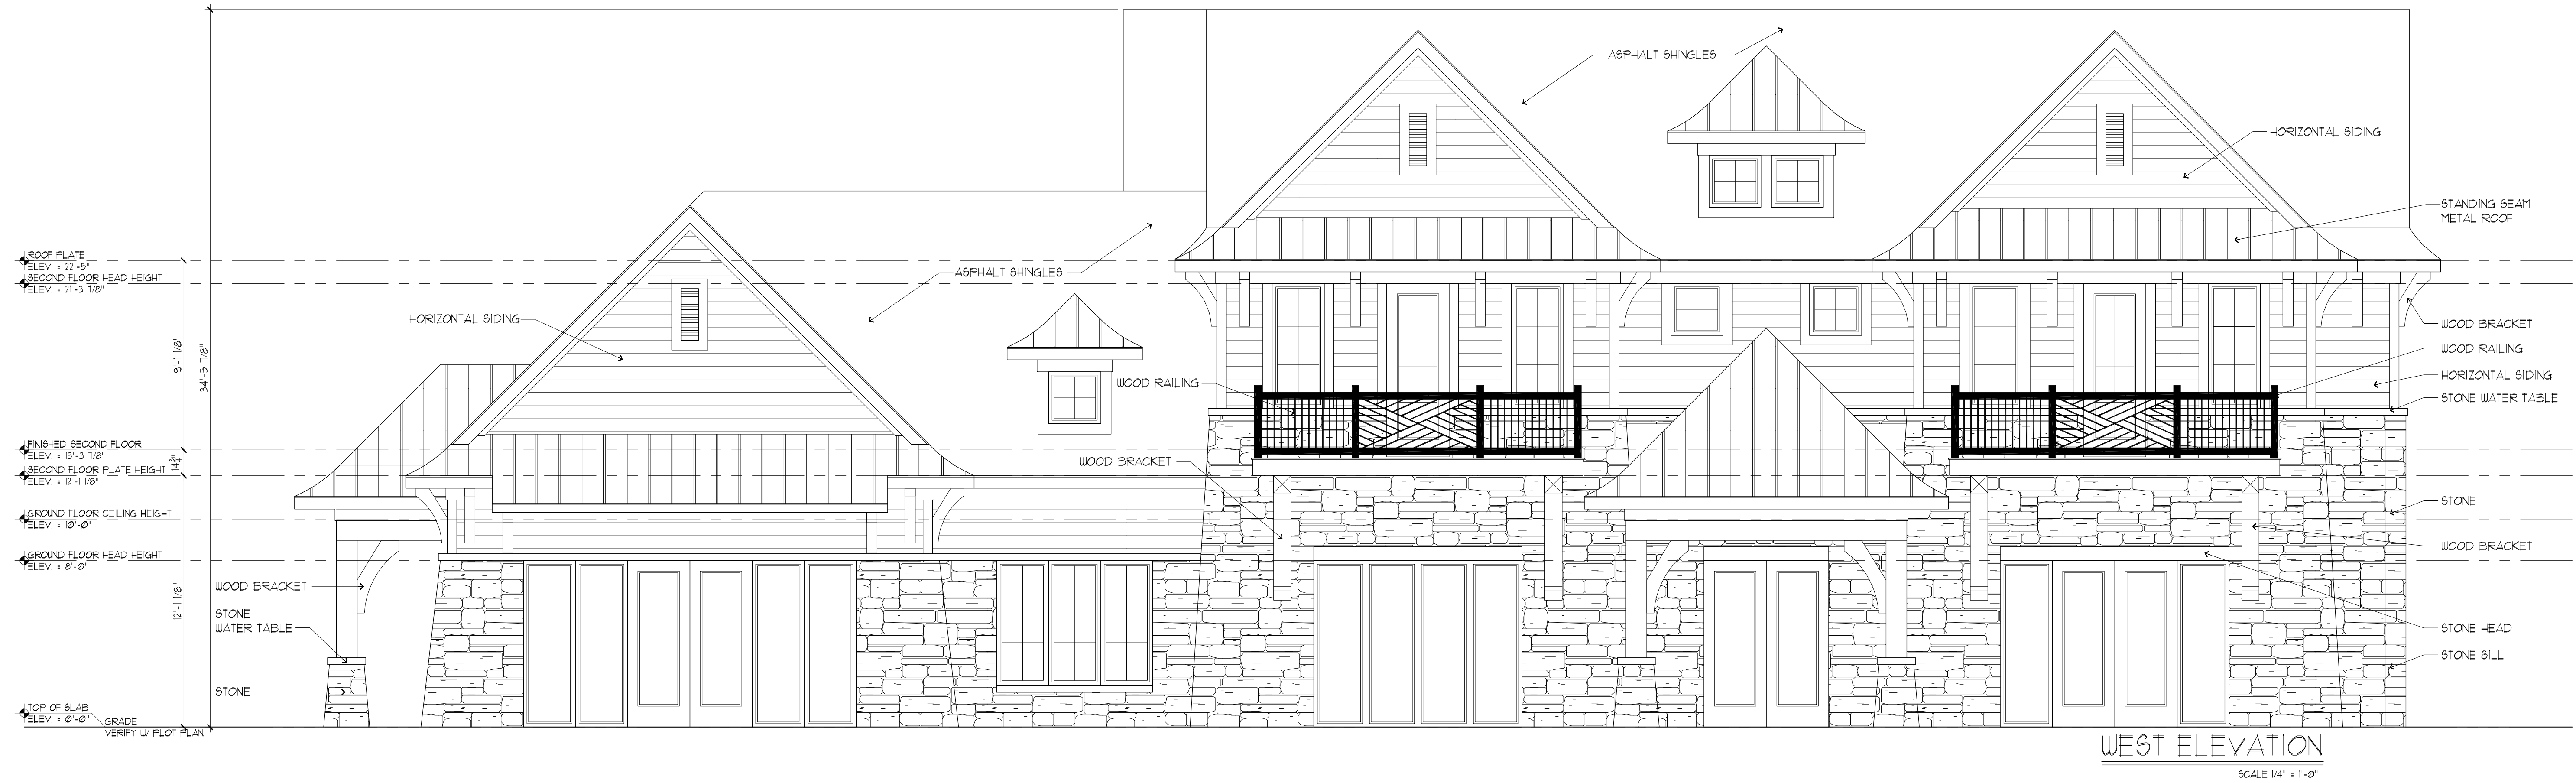 ASPHALT SHINGLES
HORIZONTAL SIDING
STANDING SEAM
METAL ROOF
ROOF PLATE
ELEV. = 22'-5"
SECOND FLOOR HEAD HEIGHT
ELEV. = 21'-3 7/8"
ASPHALT SHINGLES
HORIZONTAL SIDING
9'-1 1/8"
34'-5 7/8"
WOOD BRACKET
WOOD RAILING
HORIZONTAL SIDING
STONE WATER TABLE
WOOD RAILING
FINISHED SECOND FLOOR
ELEV. = 13'-3 7/8"
14 3/4"
SECOND FLOOR PLATE HEIGHT
ELEV. = 12'-1 1/8"
WOOD BRACKET
STONE
GROUND FLOOR CEILING HEIGHT
ELEV. = 10'-0"
WOOD BRACKET
GROUND FLOOR HEAD HEIGHT
ELEV. = 8'-0"
12'-1 1/8"
WOOD BRACKET
STONE
WATER TABLE
STONE HEAD
STONE SILL
STONE
TOP OF SLAB
ELEV. = 0'-0"
GRADE
VERIFY W/ PLOT PLAN
WEST ELEVATION
SCALE 1/4" = 1'-0"